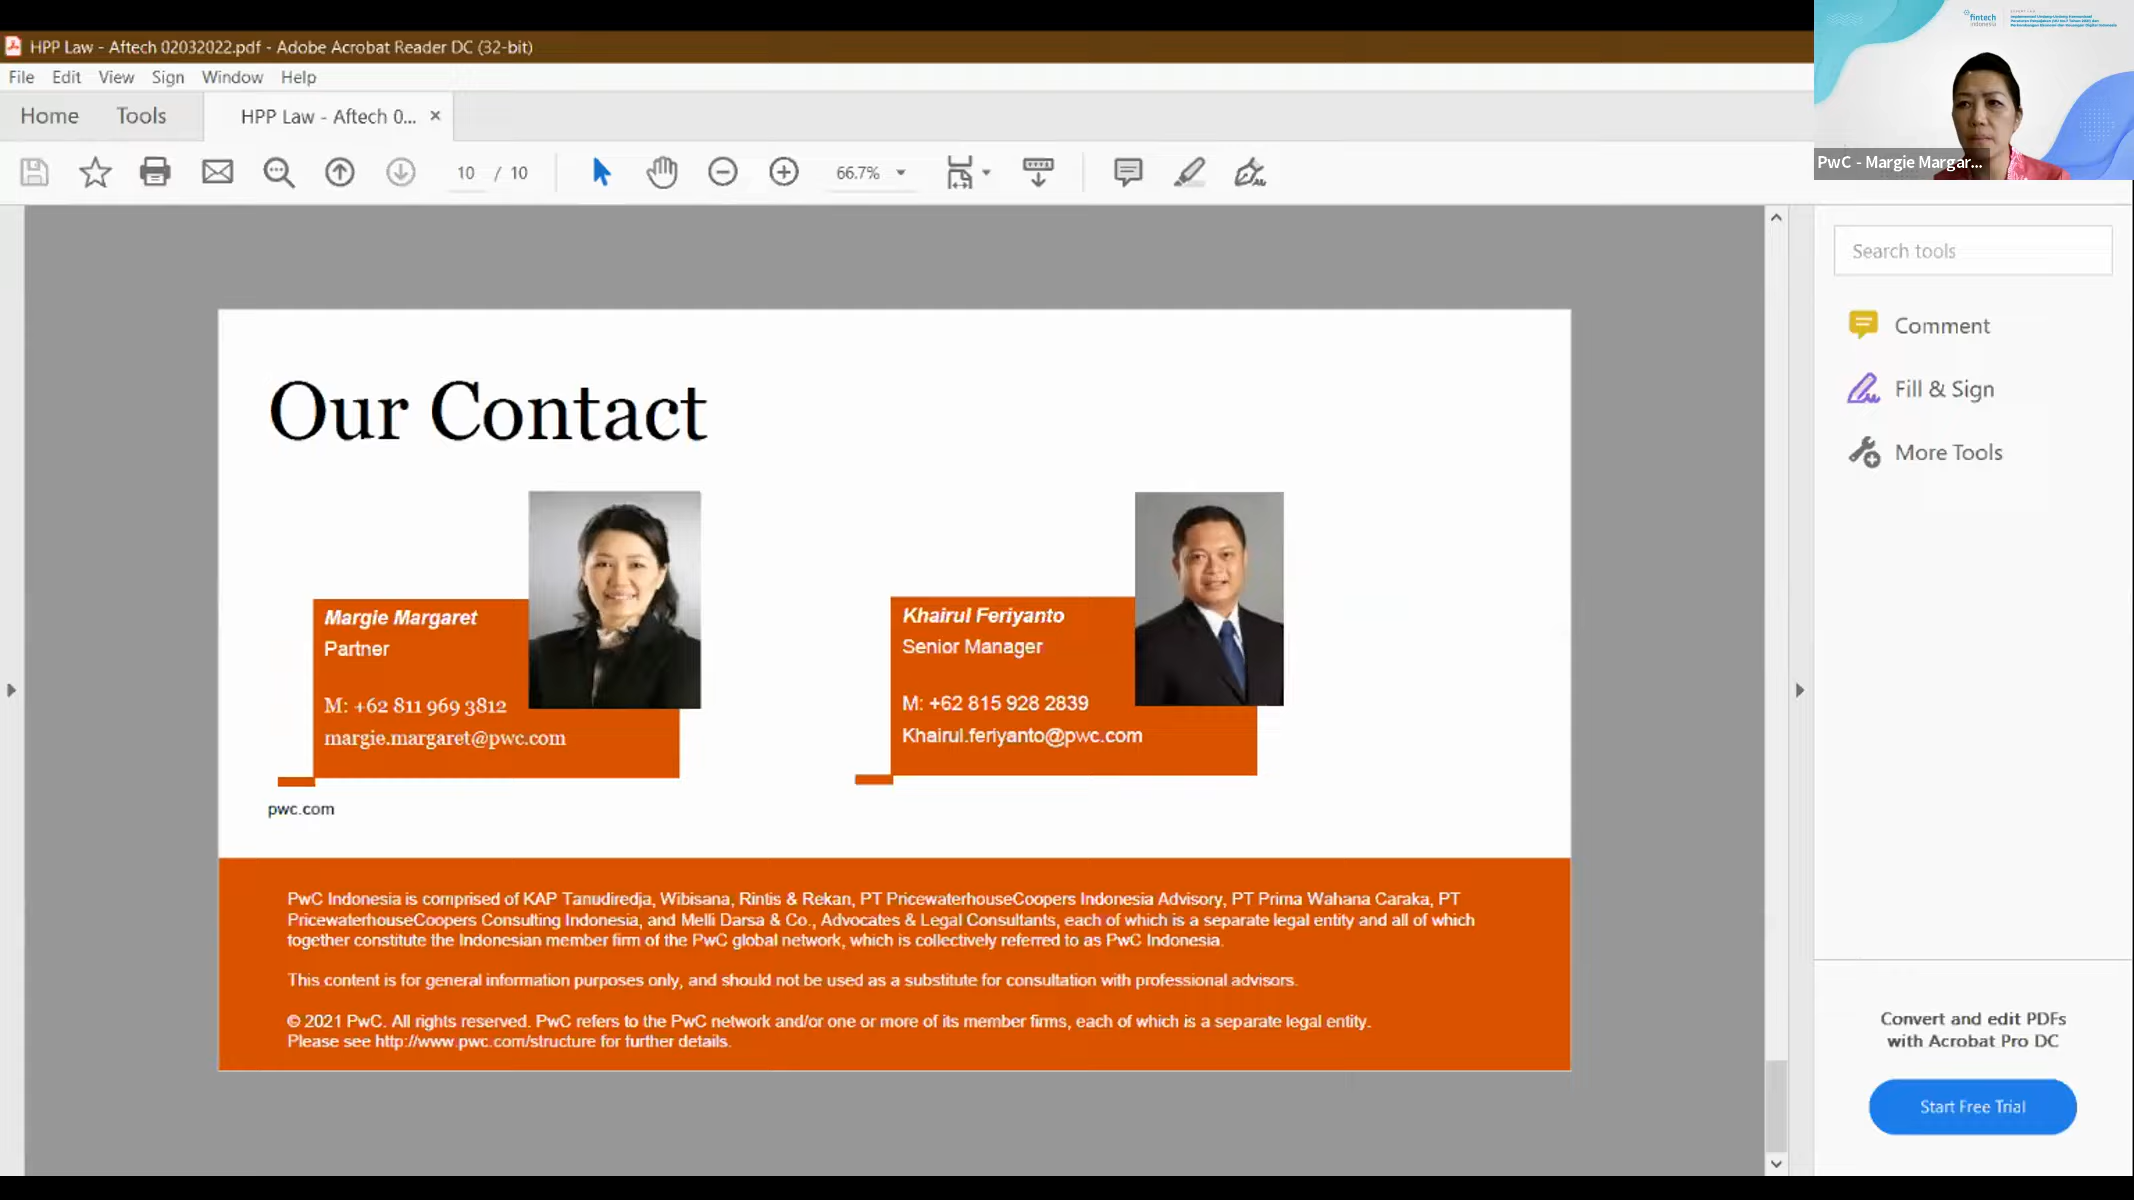 HPP Law - Aftech 02032022.pdf - Adobe Acrobat Reader DC (32-bit)
File Edit View Sign Window Help
Home Tools HPP Law - Aftech 0... ×
10 / 10 66.7%
fintech
indonesia
PwC - Margie Margar...
Search tools
Comment
Fill & Sign
More Tools
Our Contact
Margie Margaret
Partner
M: +62 811 969 3812
margie.margaret@pwc.com
Khairul Feriyanto
Senior Manager
M: +62 815 928 2839
Khairul.feriyanto@pwc.com
pwc.com
PwC Indonesia is comprised of KAP Tanudiredja, Wibisana, Rintis & Rekan, PT PricewaterhouseCoopers Indonesia Advisory, PT Prima Wahana Caraka, PT
PricewaterhouseCoopers Consulting Indonesia, and Melli Darsa & Co., Advocates & Legal Consultants, each of which is a separate legal entity and all of which
together constitute the Indonesian member firm of the PwC global network, which is collectively referred to as PwC Indonesia.
This content is for general information purposes only, and should not be used as a substitute for consultation with professional advisors.
© 2021 PwC. All rights reserved. PwC refers to the PwC network and/or one or more of its member firms, each of which is a separate legal entity.
Please see http://www.pwc.com/structure for further details.
Convert and edit PDFs
with Acrobat Pro DC
Start Free Trial